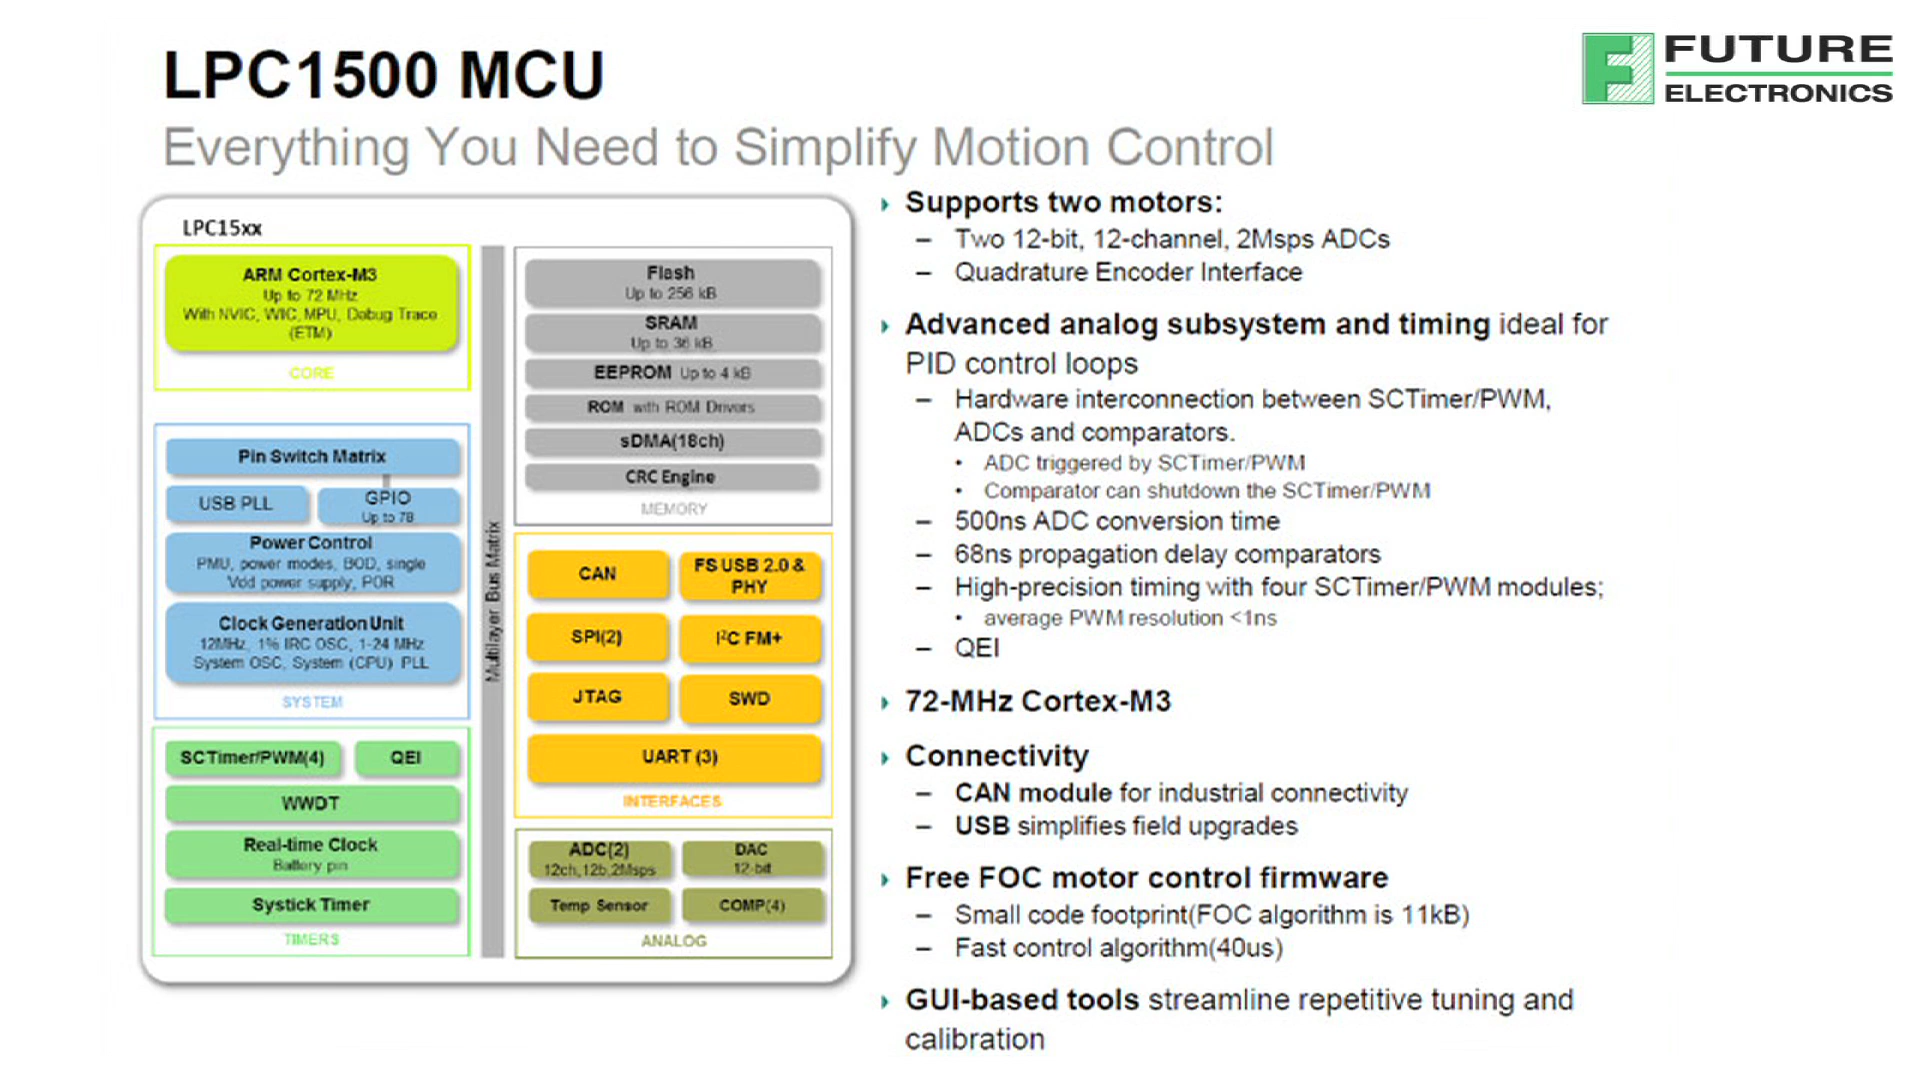 LPC1500 MCU
FUTURE
ELECTRONICS
Everything You Need to Simplify Motion Control
LPC15xx
ARM Cortex-M3
Up to 72 MHz
With NVIC, WIC, MPU, Debug Trace
(ETM)
CORE
Pin Switch Matrix
USB PLL
GPIO
Up to 78
Power Control
PMU, power modes, BOD, single
Vdd power supply, POR
Clock Generation Unit
12MHz, 1% IRC OSC, 1-24 MHz
System OSC, System (CPU) PLL
SYSTEM
SCTimer/PWM(4)
QEI
WWDT
Real-time Clock
Battery pin
Systick Timer
TIMERS
Multilayer Bus Matrix
Flash
Up to 256 kB
SRAM
Up to 36 kB
EEPROM Up to 4 kB
ROM with ROM Drivers
sDMA(18ch)
CRC Engine
MEMORY
CAN
FS USB 2.0 &
PHY
SPI(2)
I²C FM+
JTAG
SWD
UART (3)
INTERFACES
ADC(2)
12ch,12b,2Msps
DAC
12-bit
Temp Sensor
COMP(4)
ANALOG
Supports two motors:
– Two 12-bit, 12-channel, 2Msps ADCs
– Quadrature Encoder Interface
Advanced analog subsystem and timing ideal for
PID control loops
– Hardware interconnection between SCTimer/PWM,
ADCs and comparators.
• ADC triggered by SCTimer/PWM
• Comparator can shutdown the SCTimer/PWM
– 500ns ADC conversion time
– 68ns propagation delay comparators
– High-precision timing with four SCTimer/PWM modules;
• average PWM resolution <1ns
– QEI
72-MHz Cortex-M3
Connectivity
– CAN module for industrial connectivity
– USB simplifies field upgrades
Free FOC motor control firmware
– Small code footprint(FOC algorithm is 11kB)
– Fast control algorithm(40us)
GUI-based tools streamline repetitive tuning and
calibration